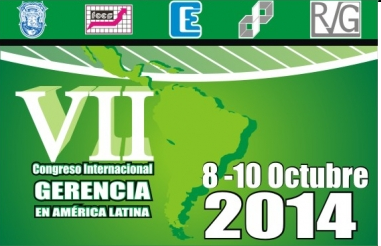 VII
Congreso Internacional
GERENCIA
EN AMÉRICA LATINA
8 -10 Octubre
2014